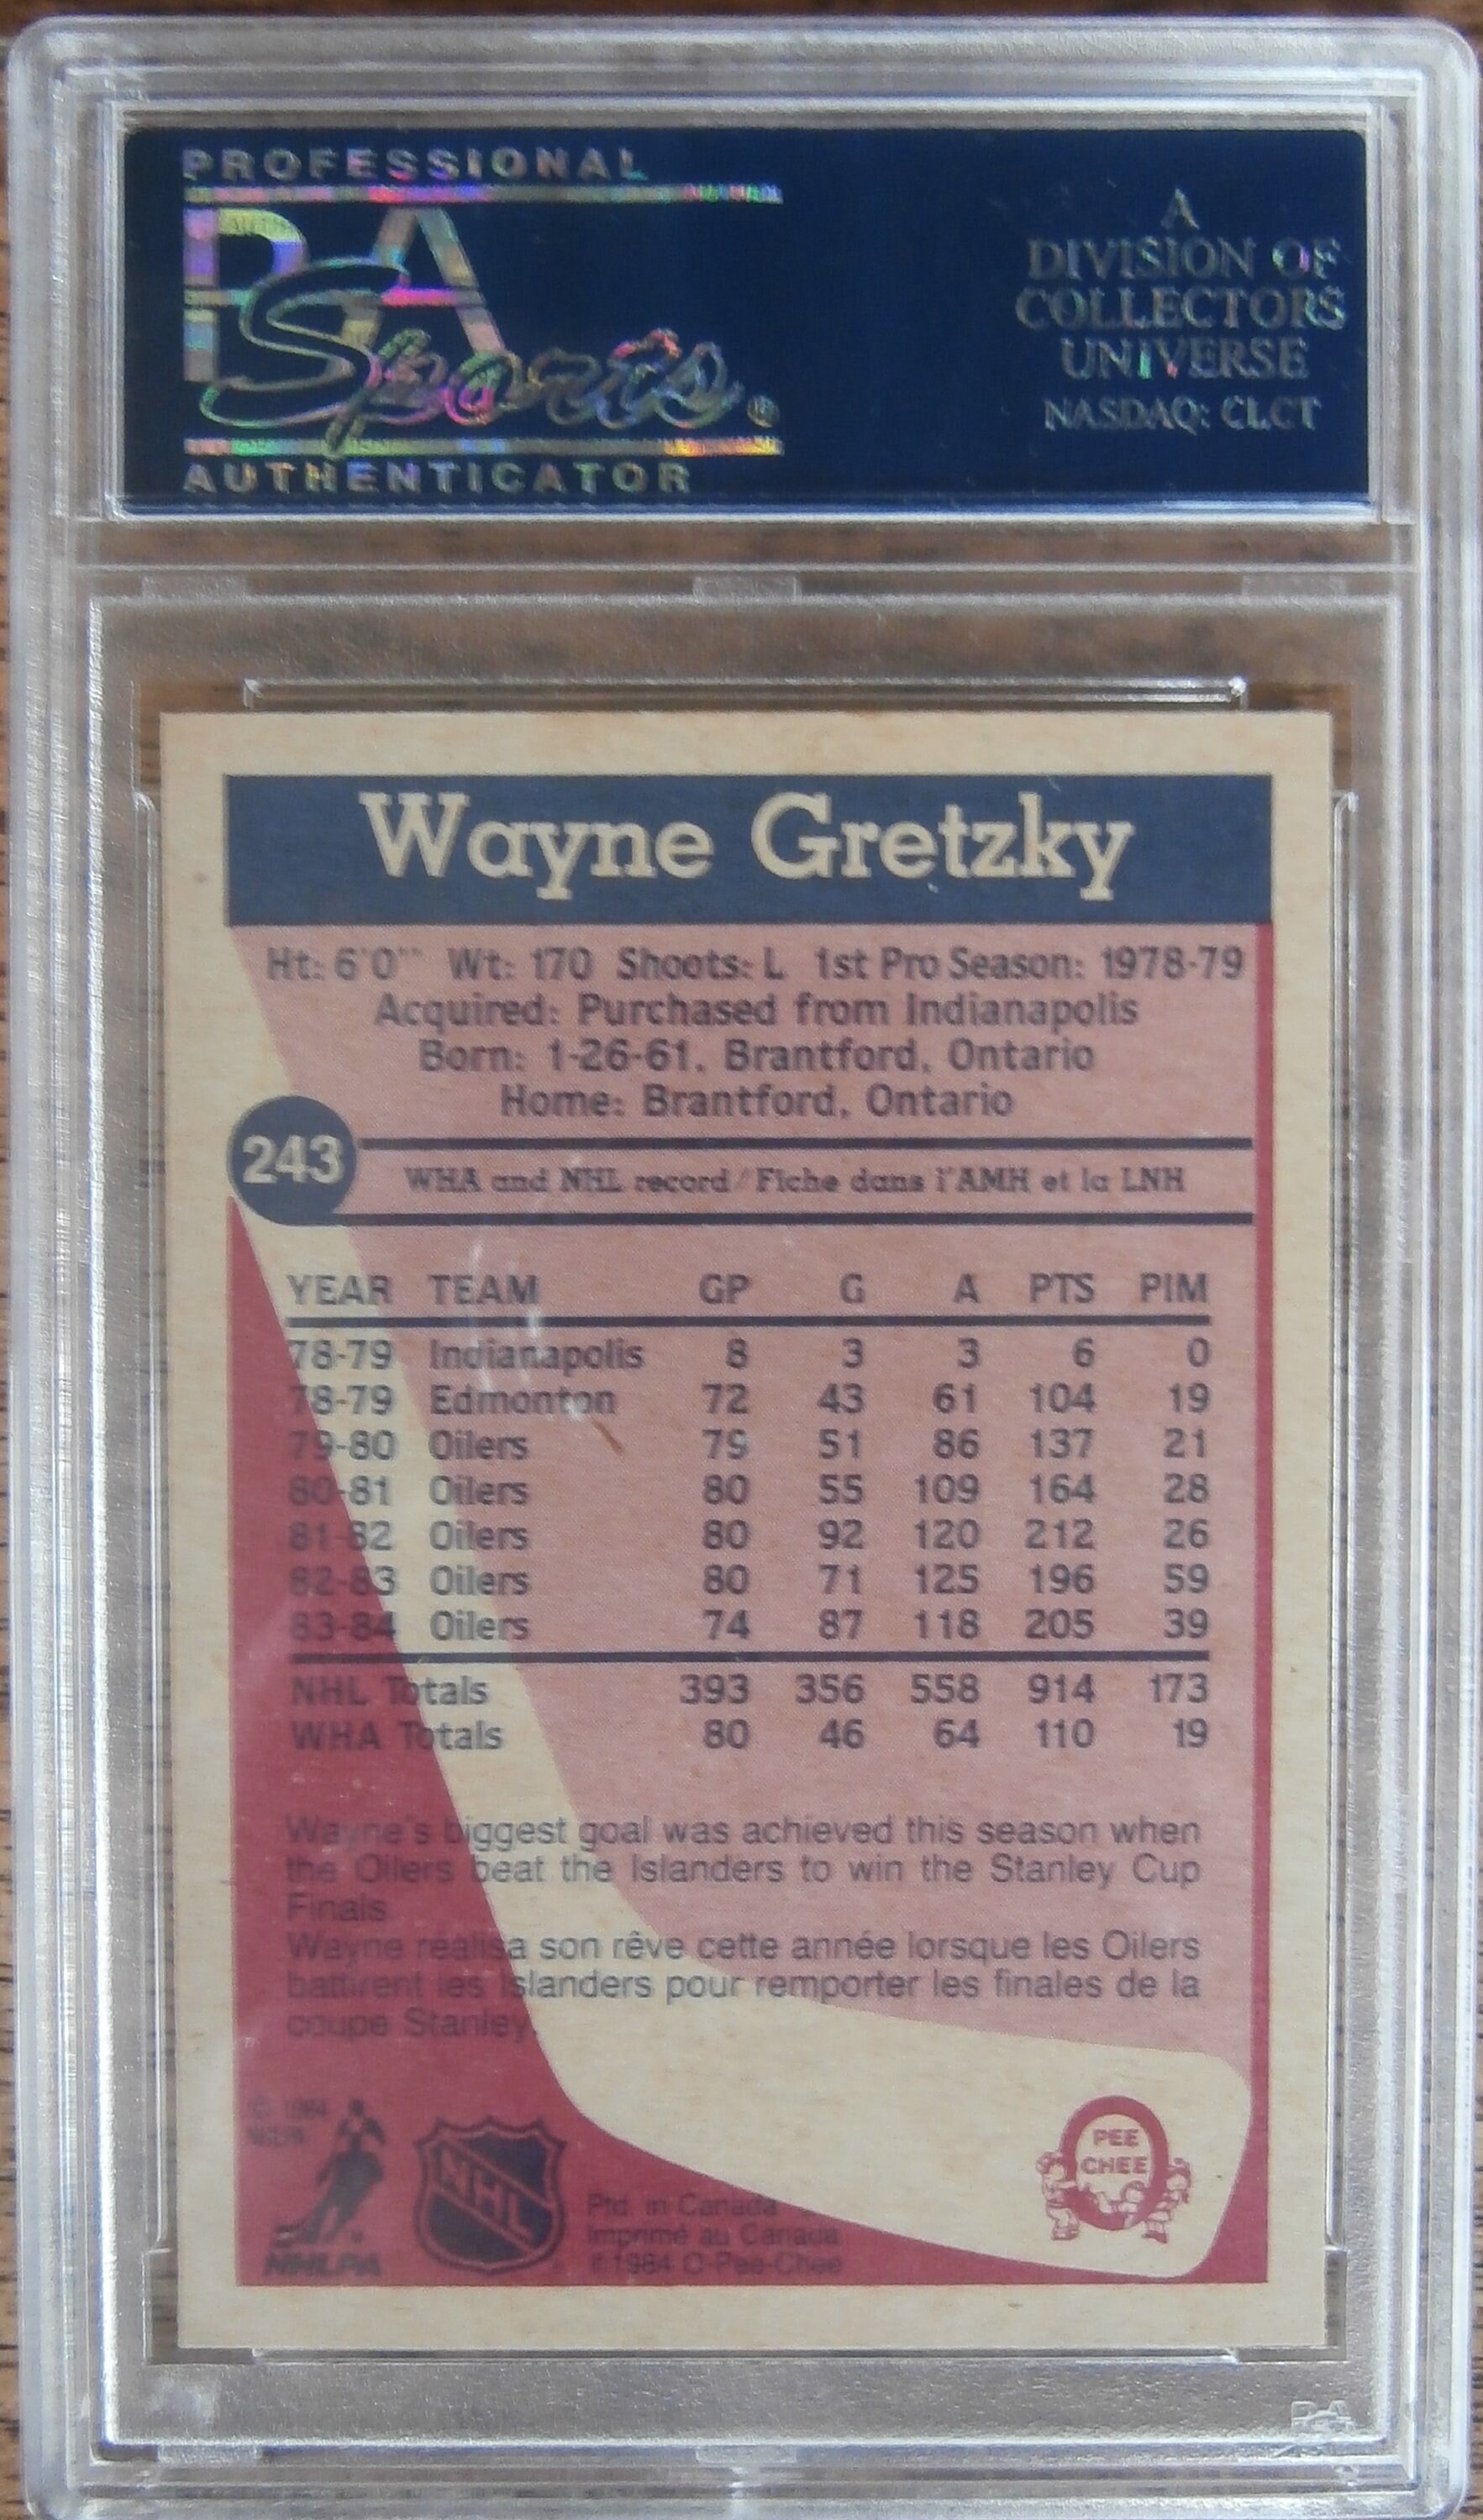 PROFESSIONAL
PSA
Sports®
AUTHENTICATOR
A
DIVISION OF
COLLECTORS
UNIVERSE
NASDAQ: CLCT
Wayne Gretzky
Ht: 6'0" Wt: 170 Shoots: L 1st Pro Season: 1978-79
Acquired: Purchased from Indianapolis
Born: 1-26-61, Brantford, Ontario
Home: Brantford, Ontario
243
WHA and NHL record/Fiche dans l'AMH et la LNH
YEAR TEAM GP G A PTS PIM
78-79 Indianapolis 8 3 3 6 0
78-79 Edmonton 72 43 61 104 19
79-80 Oilers 79 51 86 137 21
80-81 Oilers 80 55 109 164 28
81-82 Oilers 80 92 120 212 26
82-83 Oilers 80 71 125 196 59
83-84 Oilers 74 87 118 205 39
NHL Totals 393 356 558 914 173
WHA Totals 80 46 64 110 19
Wayne's biggest goal was achieved this season when
the Oilers beat the Islanders to win the Stanley Cup
Finals.
Wayne réalisa son rêve cette année lorsque les Oilers
battirent les Islanders pour remporter les finales de la
coupe Stanley.
© 1984
NHLPA
NHLPA
NHL
Ptd. in Canada
Imprimé au Canada
©1984 O-Pee-Chee
O
PEE
CHEE
PSA